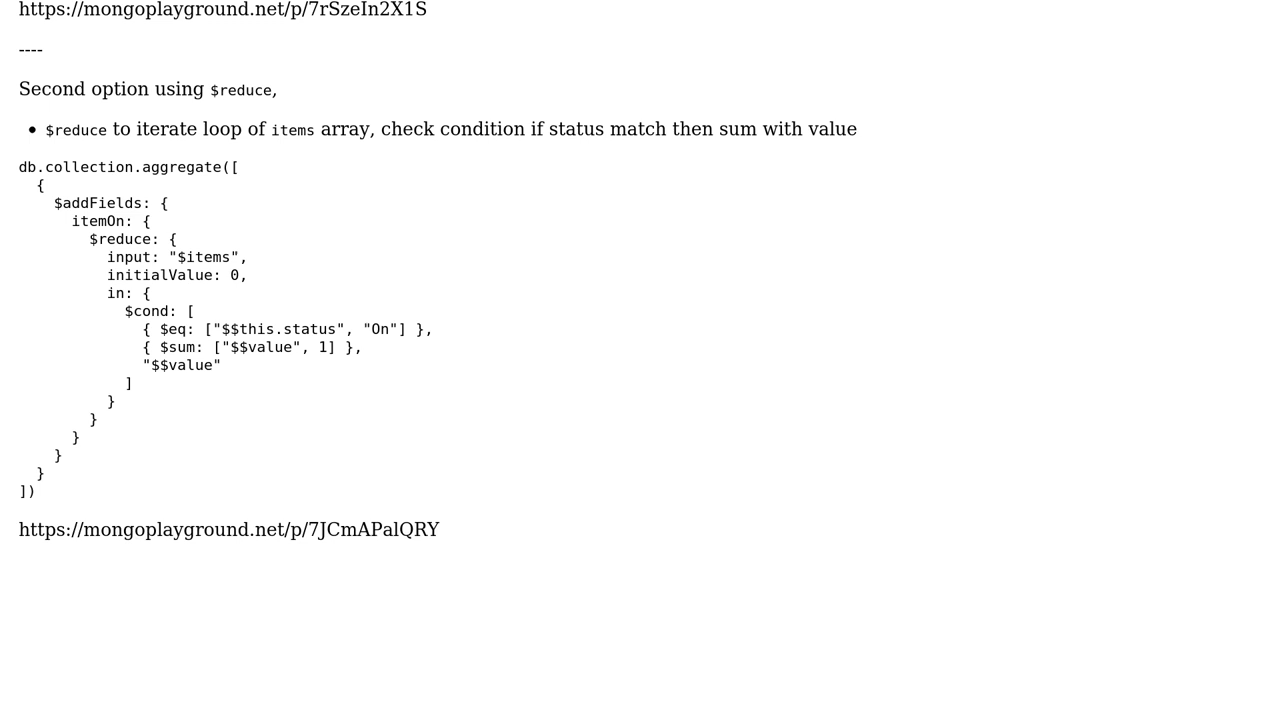 https://mongoplayground.net/p/7rSzeIn2X1S
----
Second option using $reduce,
• $reduce to iterate loop of items array, check condition if status match then sum with value
db.collection.aggregate([
  {
    $addFields: {
      itemOn: {
        $reduce: {
          input: "$items",
          initialValue: 0,
          in: {
            $cond: [
              { $eq: ["$$this.status", "On"] },
              { $sum: ["$$value", 1] },
              "$$value"
            ]
          }
        }
      }
    }
  }
])
https://mongoplayground.net/p/7JCmAPalQRY